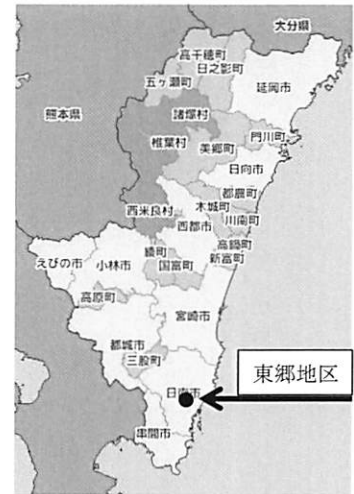 大分県
高千穂町
日之影町
延岡市
五ヶ瀬町
熊本県
諸塚村
門川町
椎葉村
美郷町
日向市
都農町
西米良村
木城町
川南町
西都市
高鍋町
えびの市
小林市
綾町
国富町
新富町
高原町
宮崎市
都城市
三股町
東郷地区
日南市
串間市